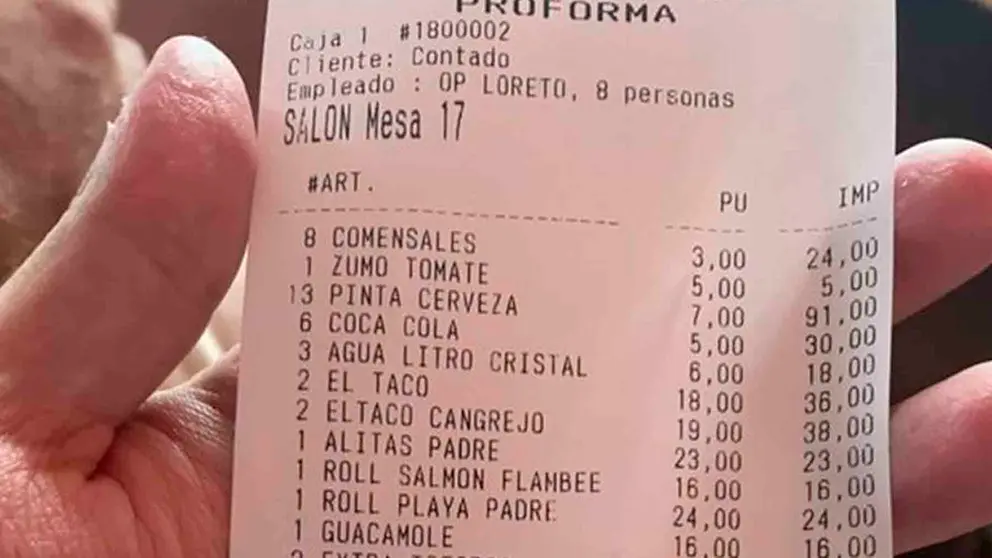 PROFORMA
Caja 1 #1800002
Cliente: Contado
Empleado : OP LORETO, 8 personas
SALON Mesa 17
#ART. PU IMP
8 COMENSALES 3,00 24,00
1 ZUMO TOMATE 5,00 5,00
13 PINTA CERVEZA 7,00 91,00
6 COCA COLA 5,00 30,00
3 AGUA LITRO CRISTAL 6,00 18,00
2 EL TACO 18,00 36,00
2 ELTACO CANGREJO 19,00 38,00
1 ALITAS PADRE 23,00 23,00
1 ROLL SALMON FLAMBEE 16,00 16,00
1 ROLL PLAYA PADRE 24,00 24,00
1 GUACAMOLE 16,00 16,00
EXTRA